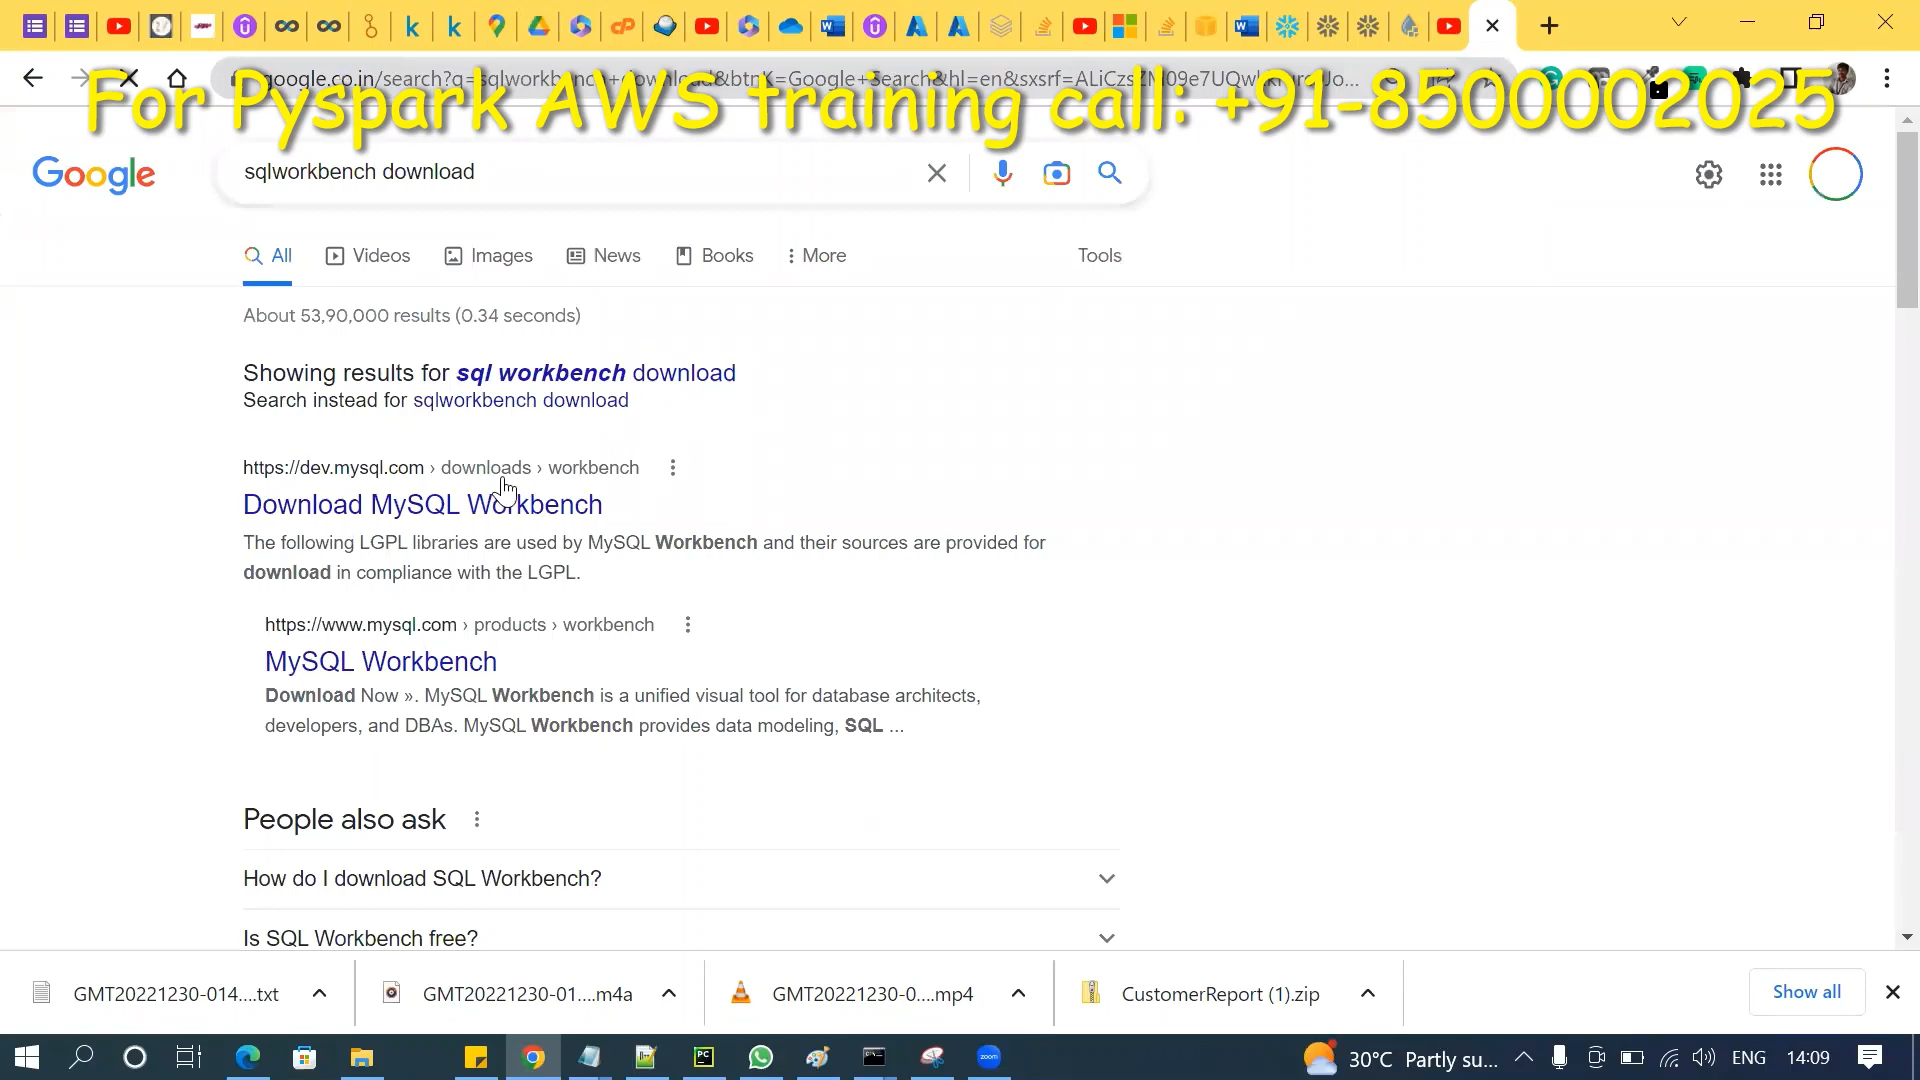 For Pyspark AWS training call: +91-8500002025
Google
sqlworkbench download
All
Videos
Images
News
Books
More
Tools
About 53,90,000 results (0.34 seconds)
Showing results for sql workbench download
Search instead for sqlworkbench download
https://dev.mysql.com › downloads › workbench
Download MySQL Workbench
The following LGPL libraries are used by MySQL Workbench and their sources are provided for
download in compliance with the LGPL.
https://www.mysql.com › products › workbench
MySQL Workbench
Download Now ». MySQL Workbench is a unified visual tool for database architects,
developers, and DBAs. MySQL Workbench provides data modeling, SQL ...
People also ask
How do I download SQL Workbench?
Is SQL Workbench free?
GMT20221230-014....txt
GMT20221230-01....m4a
GMT20221230-0....mp4
CustomerReport (1).zip
Show all
30°C Partly su...
ENG
14:09